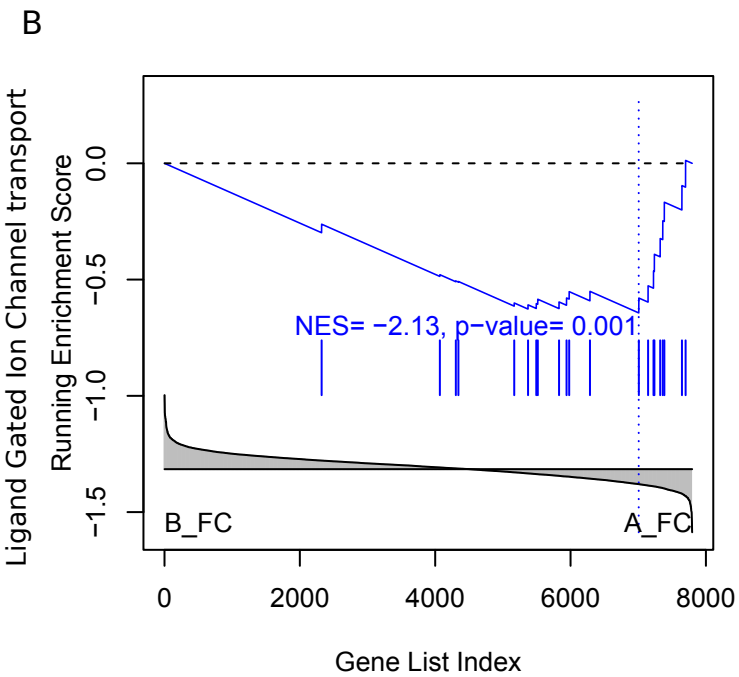 B
Ligand Gated Ion Channel transport
Running Enrichment Score
0.0
−0.5
−1.0
−1.5
NES= −2.13, p−value= 0.001
B_FC
A_FC
0
2000
4000
6000
8000
Gene List Index